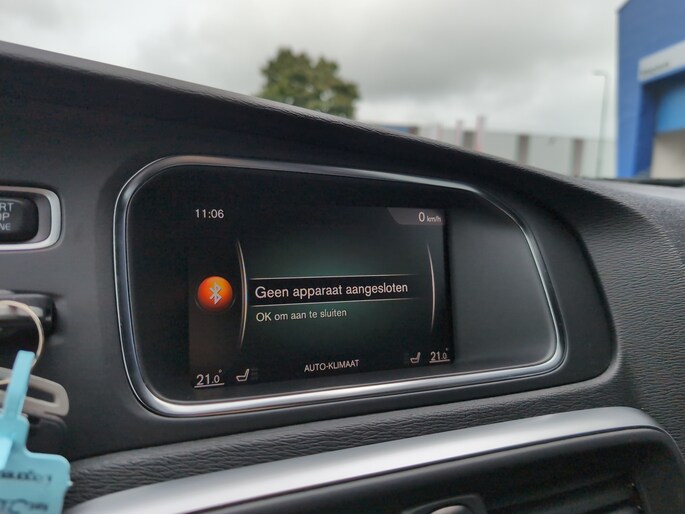 11:06
0 km/h
Geen apparaat aangesloten
OK om aan te sluiten
AUTO-KLIMAAT
21.0°
21.0°